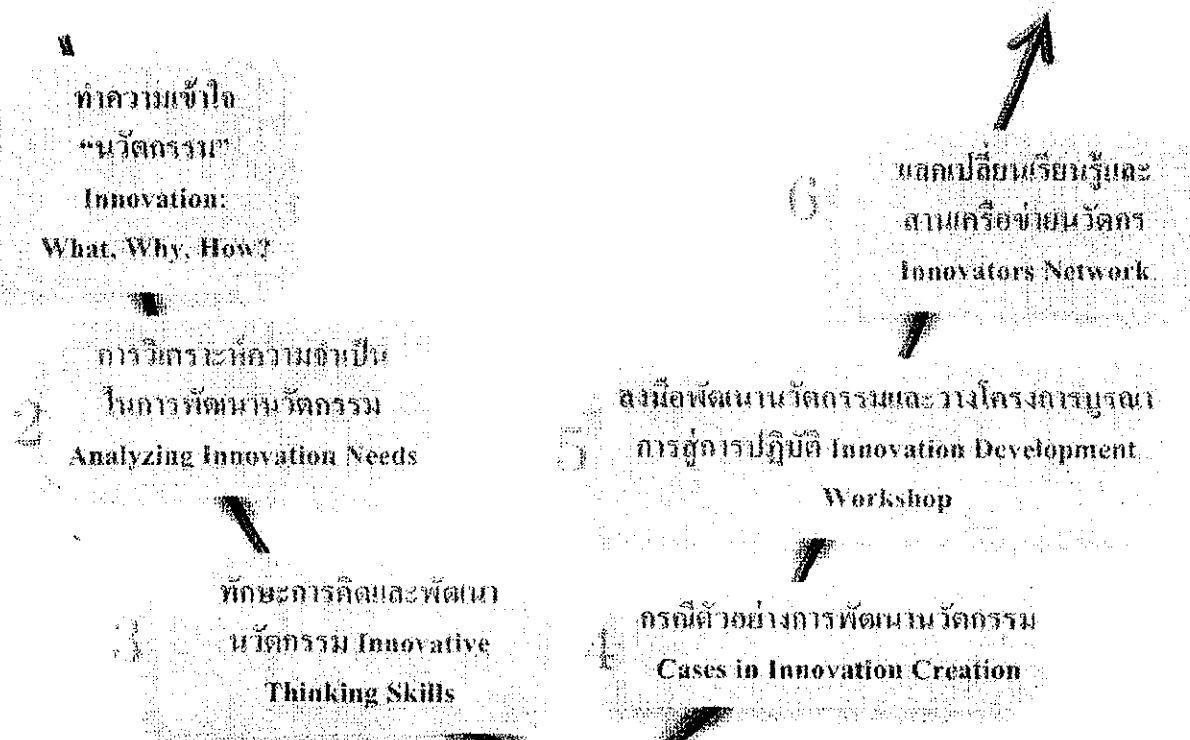 ทำความเข้าใจ
“นวัตกรรม”
Innovation:
What, Why, How?
2
การวิเคราะห์ความจำเป็น
ในการพัฒนานวัตกรรม
Analyzing Innovation Needs
3
ทักษะการคิดและพัฒนา
นวัตกรรม Innovative
Thinking Skills
4
กรณีตัวอย่างการพัฒนานวัตกรรม
Cases in Innovation Creation
5
ลงมือพัฒนานวัตกรรมและวางโครงการบูรณา
การสู่การปฏิบัติ Innovation Development
Workshop
6
แลกเปลี่ยนเรียนรู้และ
สานเครือข่ายนวัตกร
Innovators Network